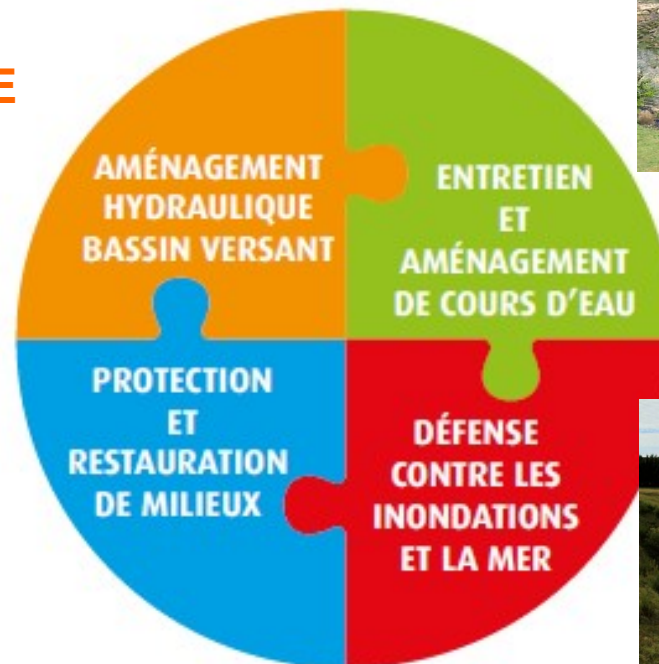 E
AMÉNAGEMENT
HYDRAULIQUE
BASSIN VERSANT
ENTRETIEN
ET
AMÉNAGEMENT
DE COURS D’EAU
PROTECTION
ET
RESTAURATION
DE MILIEUX
DÉFENSE
CONTRE LES
INONDATIONS
ET LA MER